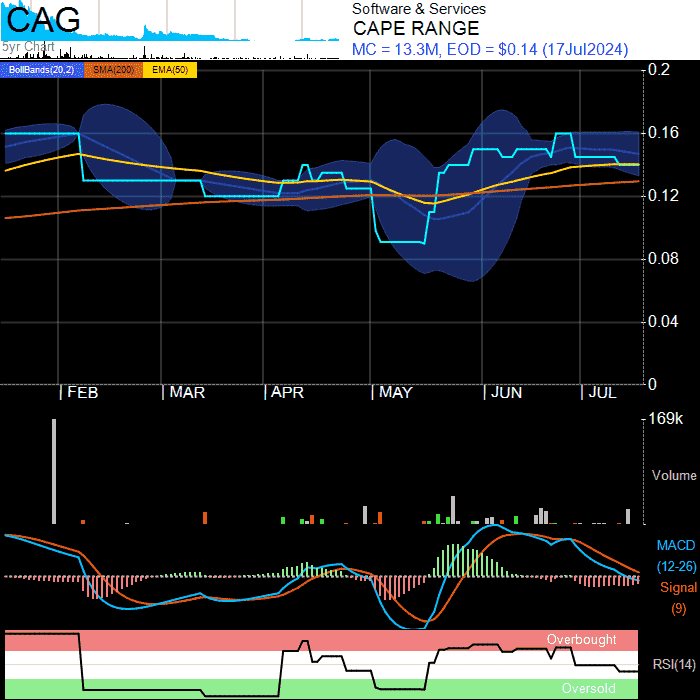 CAG
5yr Chart
Software & Services
CAPE RANGE
MC = 13.3M, EOD = $0.14 (17Jul2024)
BollBands(20,2) SMA(200) EMA(50)
0.2
0.16
0.12
0.08
0.04
0
FEB MAR APR MAY JUN JUL
169k
Volume
MACD
(12-26)
Signal
(9)
Overbought
RSI(14)
Oversold